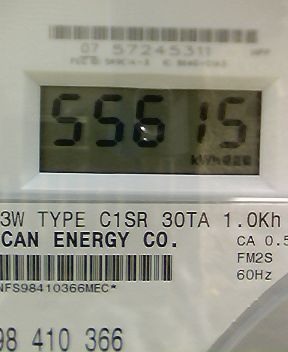 07 57245311
55615
kWh
3W TYPE C1SR 30TA 1.0Kh
CAN ENERGY CO.
CA 0.5
FM2S
60Hz
NFS98410366MEC*
98 410 366